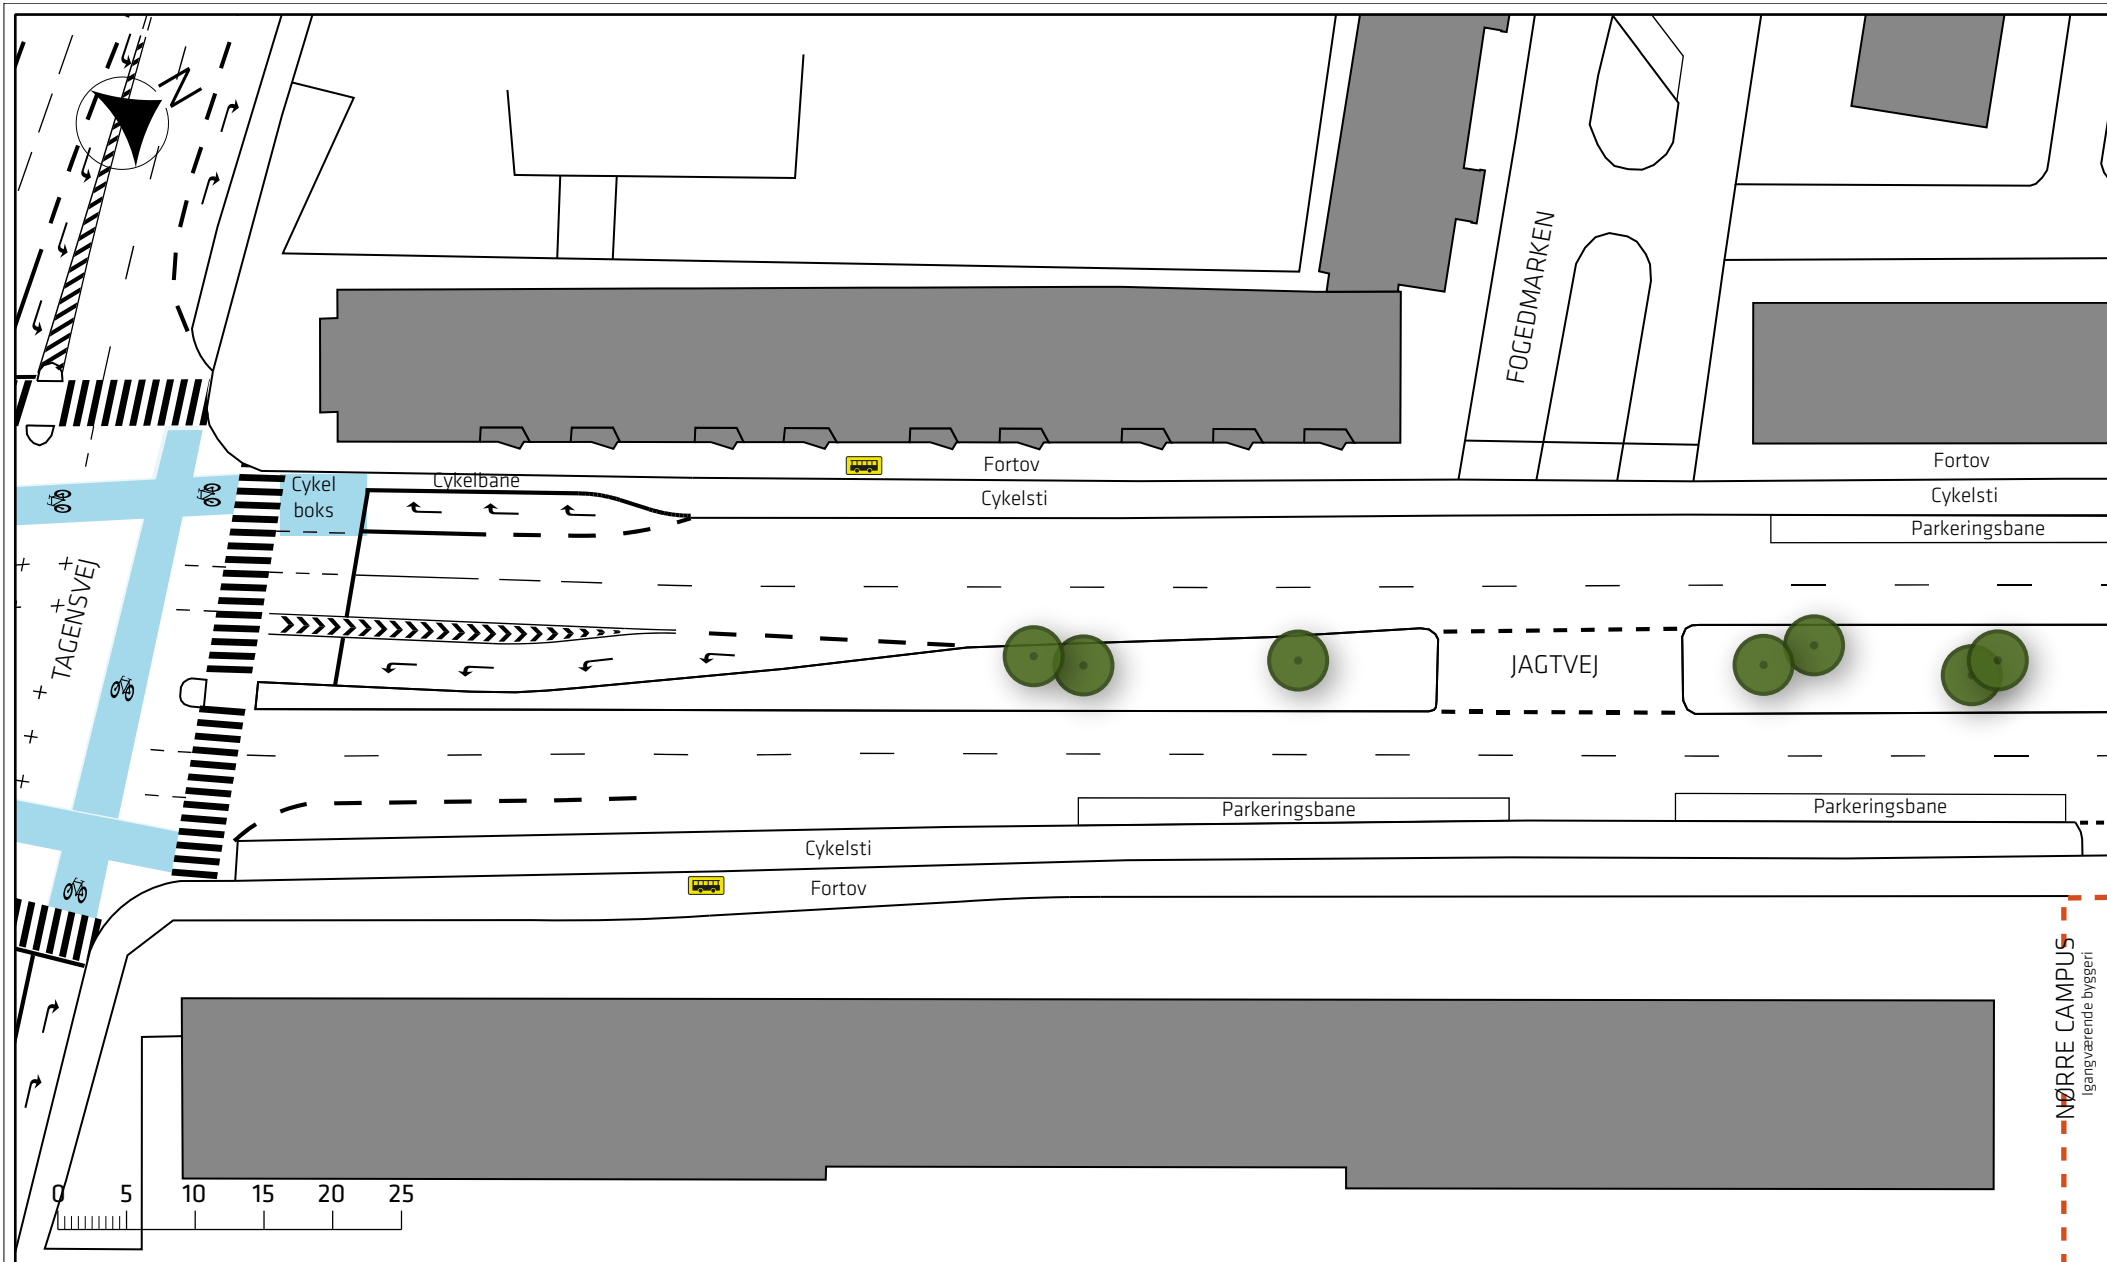 N
FOGEDMARKEN
Fortov
Fortov
Cykelbane
Cykel
boks
Cykelsti
Cykelsti
Parkeringsbane
TAGENSVEJ
JAGTVEJ
Parkeringsbane
Parkeringsbane
Cykelsti
Fortov
NØRRE CAMPUS
Igangværende byggeri
0 5 10 15 20 25